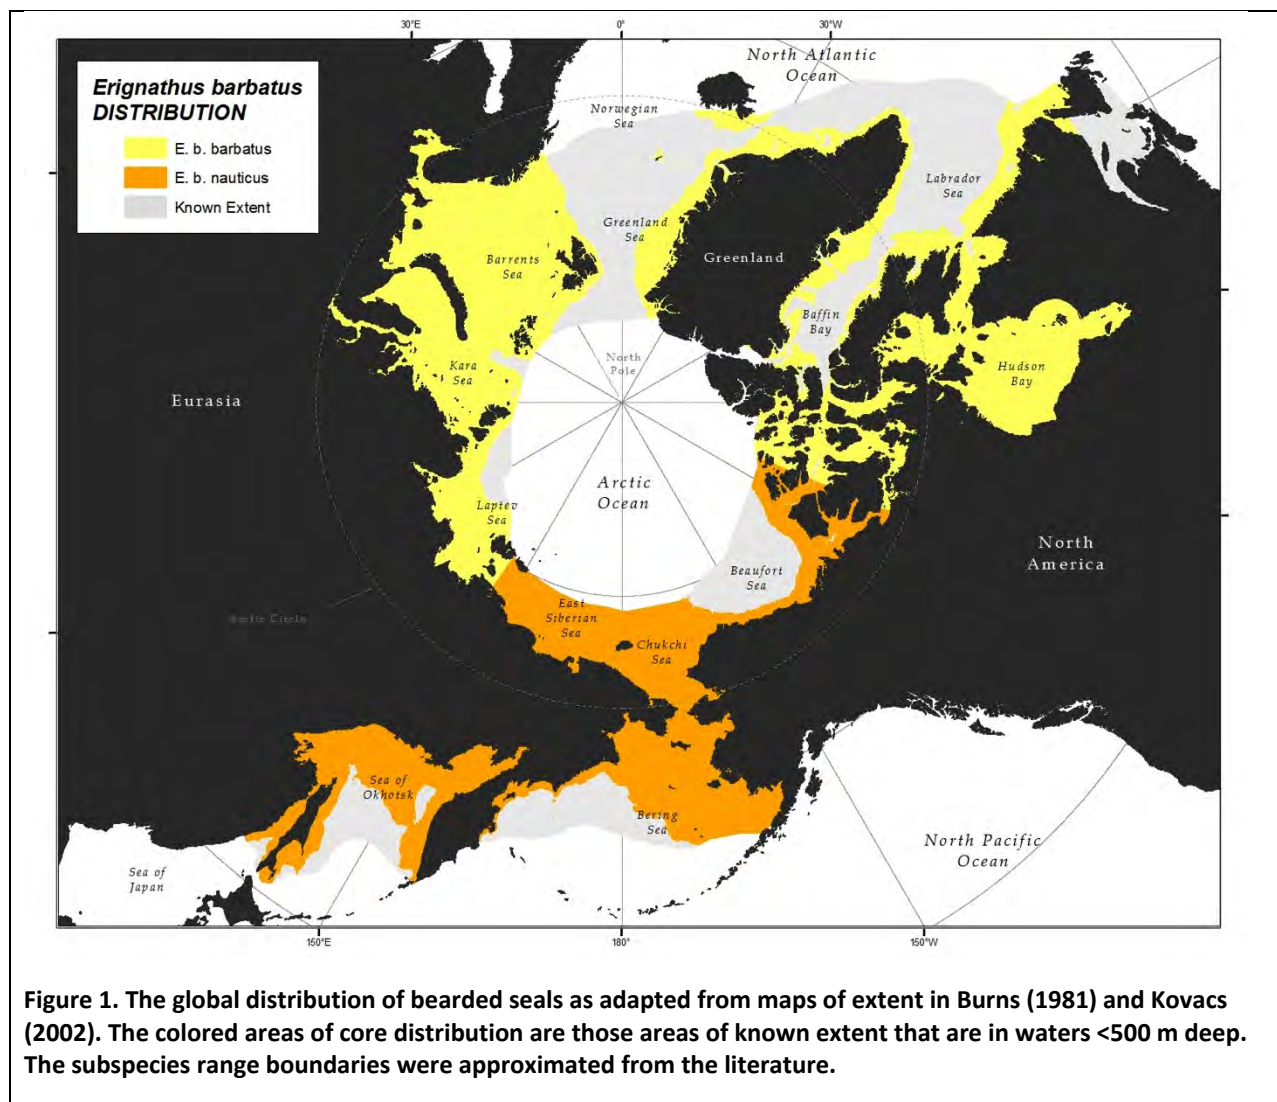 30°E
0°
30°W
Erignathus barbatus
DISTRIBUTION
E. b. barbatus
E. b. nauticus
Known Extent
North Atlantic
Ocean
Norwegian
Sea
Labrador
Sea
Greenland
Sea
Barrents
Sea
Greenland
Baffin
Bay
North
Pole
Kara
Sea
Hudson
Bay
Eurasia
Arctic
Ocean
Laptev
Sea
North
America
Beaufort
Sea
East
Siberian
Sea
Arctic Circle
Chukchi
Sea
Sea of
Okhotsk
Bering
Sea
North Pacific
Ocean
Sea of
Japan
150°E
180°
150°W
Figure 1. The global distribution of bearded seals as adapted from maps of extent in Burns (1981) and Kovacs
(2002). The colored areas of core distribution are those areas of known extent that are in waters <500 m deep.
The subspecies range boundaries were approximated from the literature.